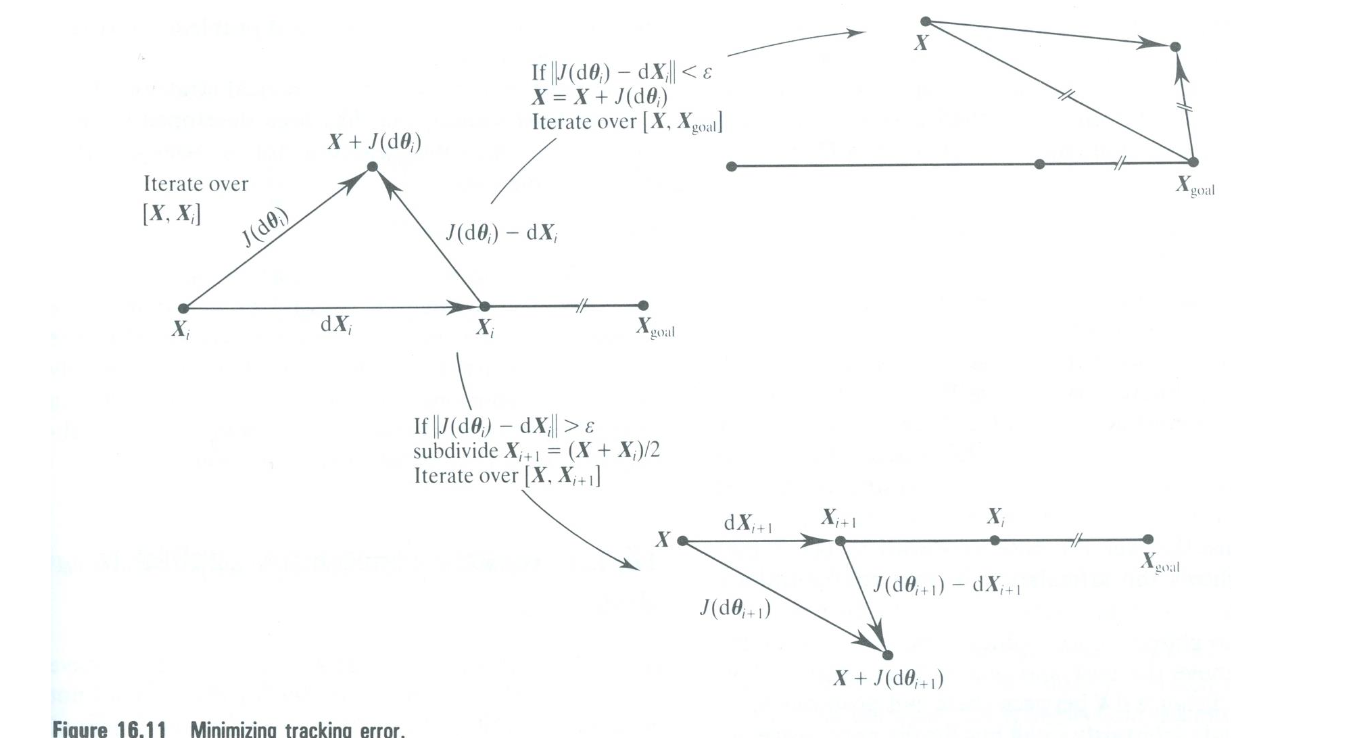 X
If ‖J(dθᵢ) − dXᵢ‖ < ε
X = X + J(dθᵢ)
Iterate over [X, X_goal]
X_goal
X + J(dθᵢ)
Iterate over
[X, Xᵢ]
J(dθᵢ)
J(dθᵢ) − dXᵢ
Xᵢ
dXᵢ
Xᵢ
X_goal
If ‖J(dθᵢ) − dXᵢ‖ > ε
subdivide Xᵢ₊₁ = (X + Xᵢ)/2
Iterate over [X, Xᵢ₊₁]
X
dXᵢ₊₁
Xᵢ₊₁
Xᵢ
X_goal
J(dθᵢ₊₁)
J(dθᵢ₊₁) − dXᵢ₊₁
X + J(dθᵢ₊₁)
Figure 16.11 Minimizing tracking error.